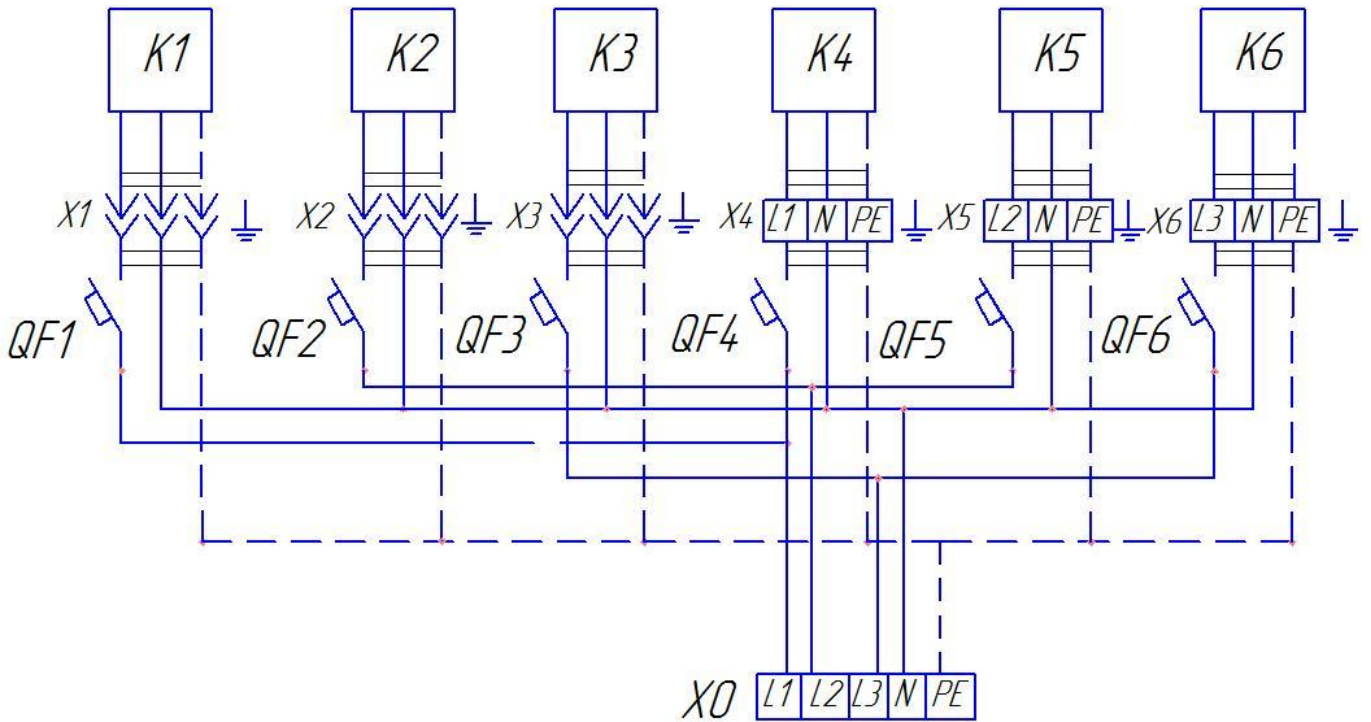 K1 K2 K3 K4 K5 K6
X1 X2 X3 X4 L1 N PE X5 L2 N PE X6 L3 N PE
QF1 QF2 QF3 QF4 QF5 QF6
X0 L1 L2 L3 N PE